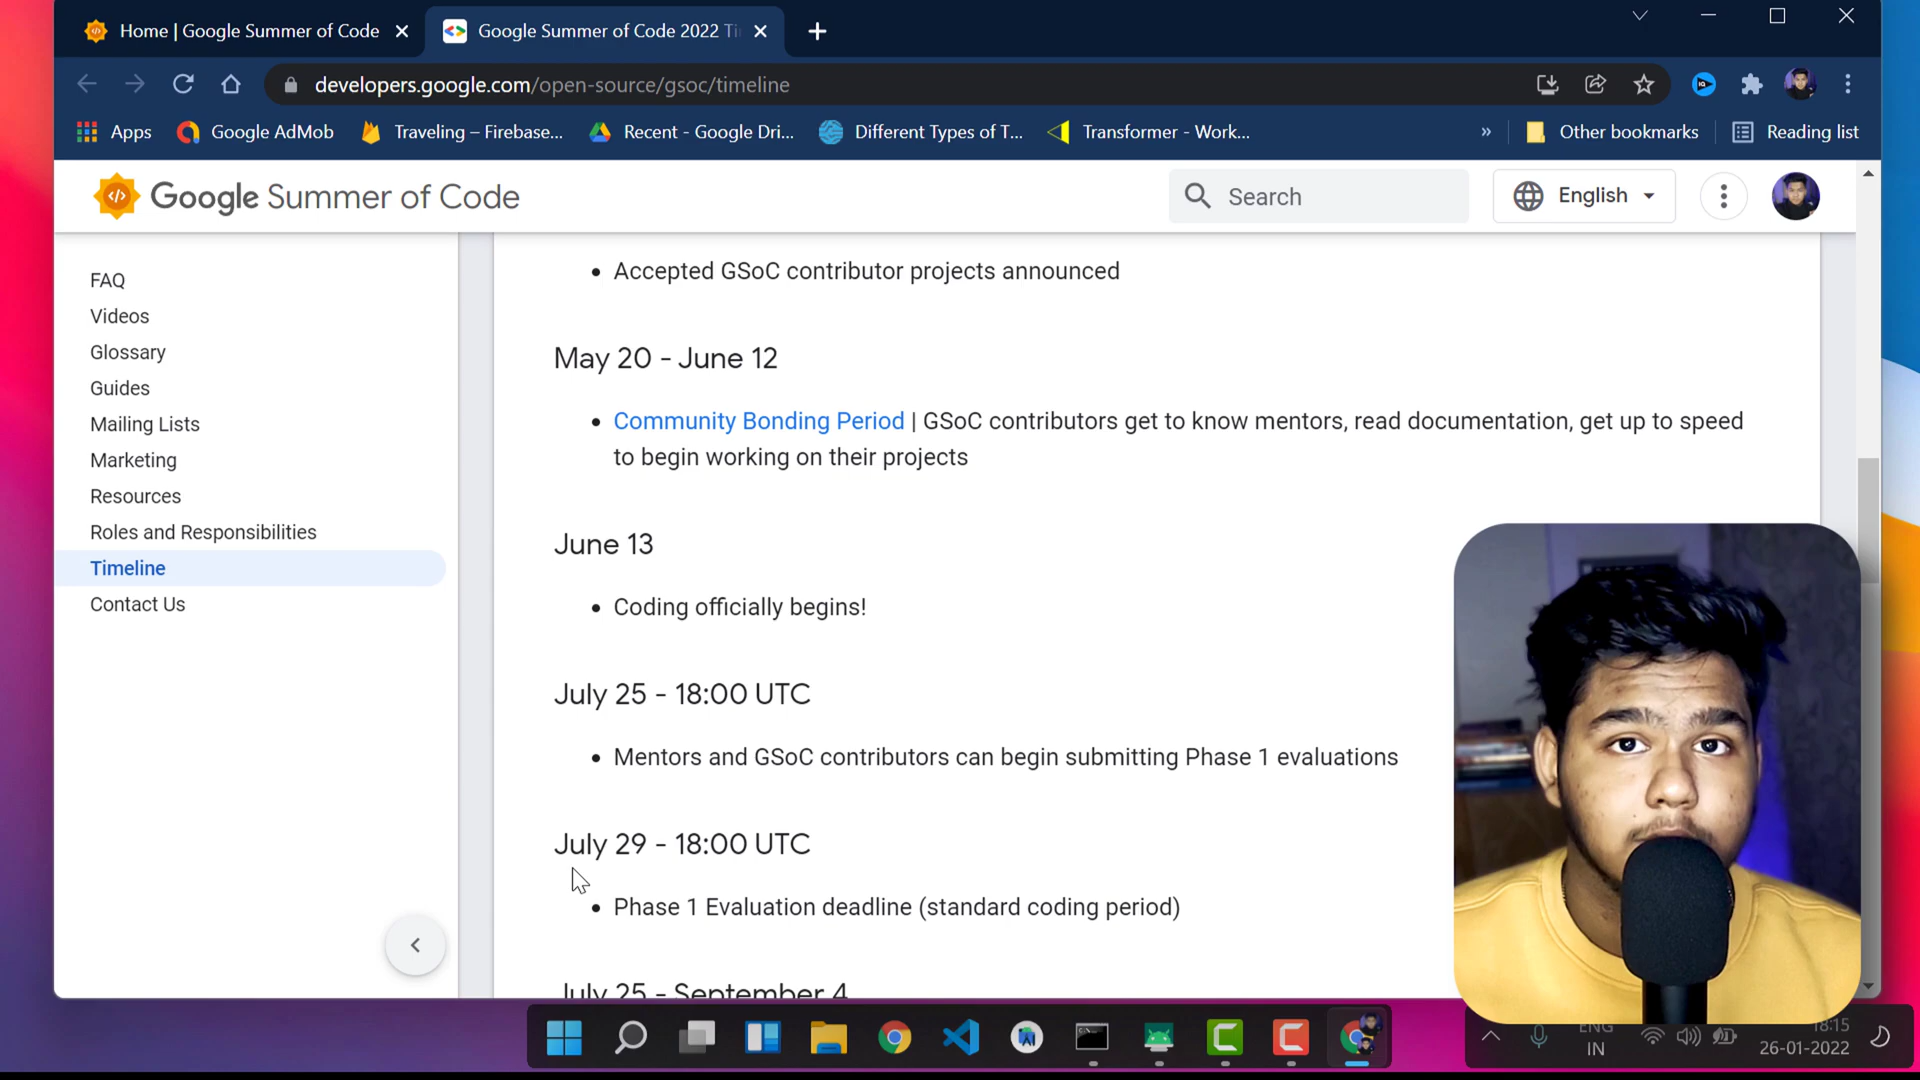 Home | Google Summer of Code
Google Summer of Code 2022 Ti
developers.google.com/open-source/gsoc/timeline
Apps
Google AdMob
Traveling – Firebase...
Recent - Google Dri...
Different Types of T...
Transformer - Work...
»
Other bookmarks
Reading list
Google Summer of Code
Search
English
FAQ
Videos
Glossary
Guides
Mailing Lists
Marketing
Resources
Roles and Responsibilities
Timeline
Contact Us
• Accepted GSoC contributor projects announced
May 20 - June 12
• Community Bonding Period | GSoC contributors get to know mentors, read documentation, get up to speed
to begin working on their projects
June 13
• Coding officially begins!
July 25 - 18:00 UTC
• Mentors and GSoC contributors can begin submitting Phase 1 evaluations
July 29 - 18:00 UTC
• Phase 1 Evaluation deadline (standard coding period)
July 25 - September 4
ENG
IN
18:15
26-01-2022